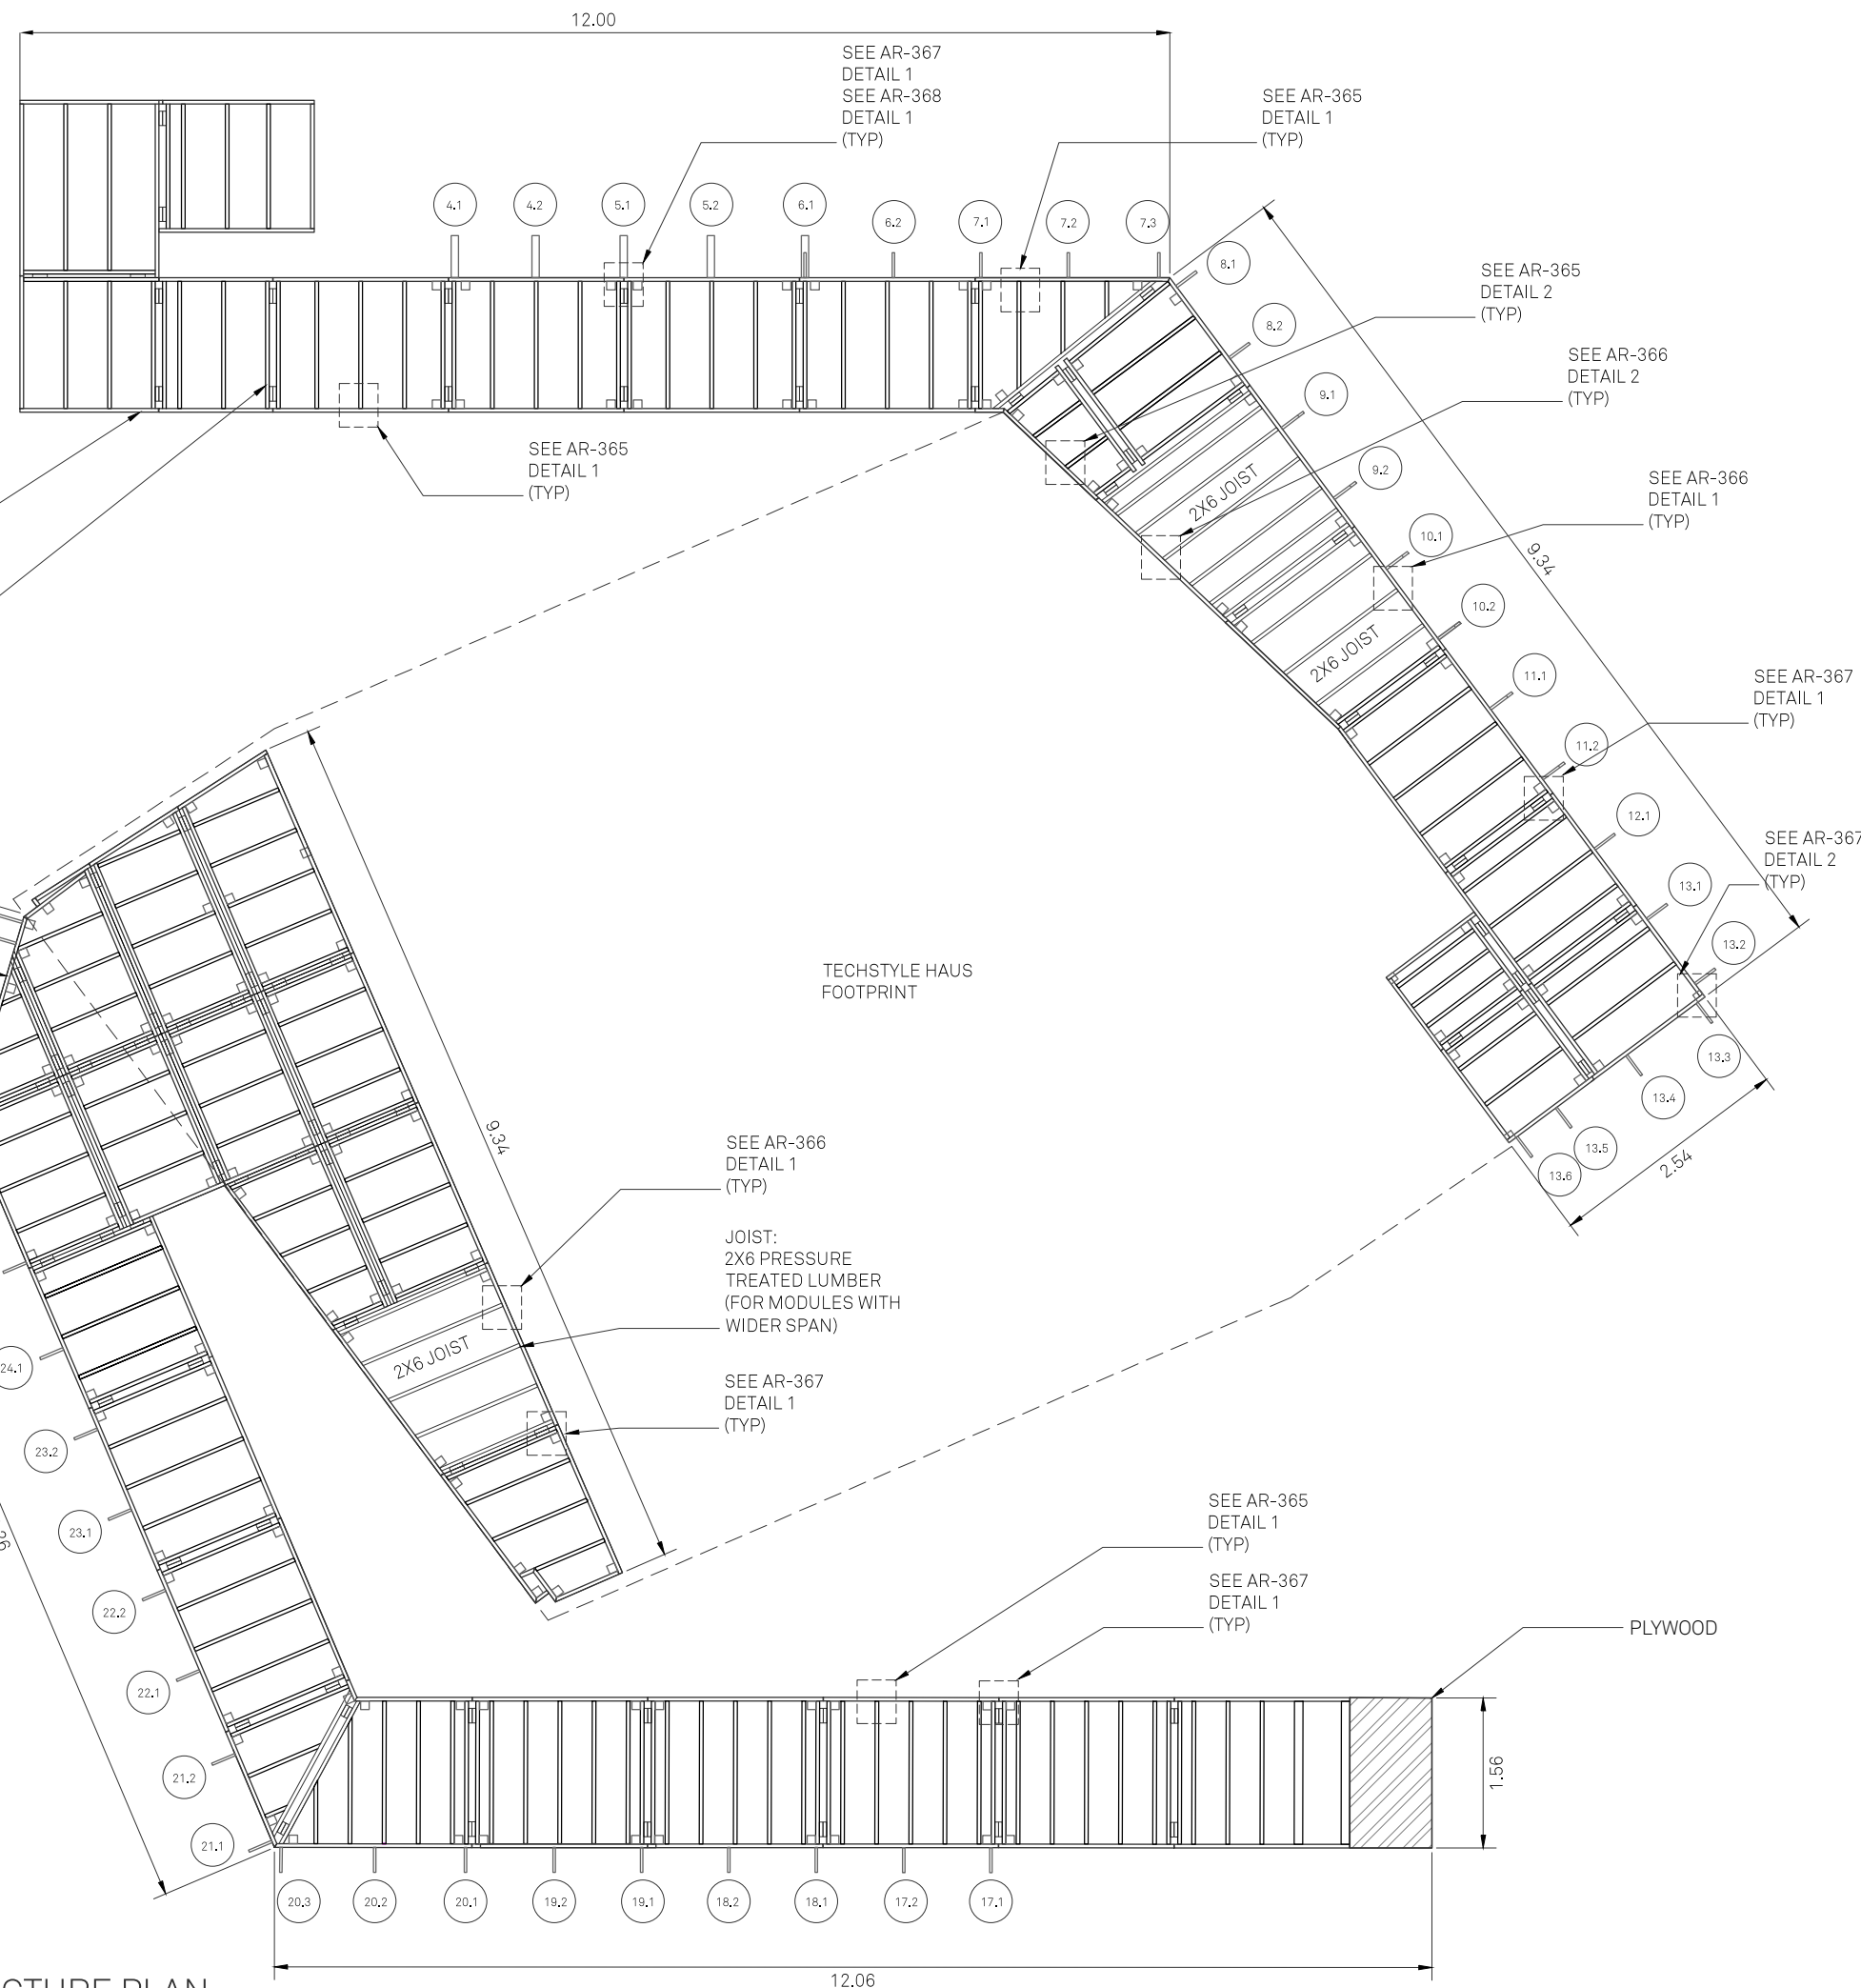 12.00
SEE AR-367
DETAIL 1
SEE AR-368
DETAIL 1
(TYP)
SEE AR-365
DETAIL 1
(TYP)
4.1
4.2
5.1
5.2
6.1
6.2
7.1
7.2
7.3
8.1
SEE AR-365
DETAIL 2
(TYP)
8.2
SEE AR-366
DETAIL 2
(TYP)
9.1
SEE AR-365
DETAIL 1
(TYP)
2X6 JOIST
9.2
SEE AR-366
DETAIL 1
(TYP)
10.1
9.34
10.2
2X6 JOIST
11.1
SEE AR-367
DETAIL 1
(TYP)
11.2
12.1
SEE AR-367
DETAIL 2
(TYP)
13.1
13.2
TECHSTYLE HAUS
FOOTPRINT
13.3
13.4
13.5
13.6
2.54
9.34
SEE AR-366
DETAIL 1
(TYP)
JOIST:
2X6 PRESSURE
TREATED LUMBER
(FOR MODULES WITH
WIDER SPAN)
2X6 JOIST
SEE AR-367
DETAIL 1
(TYP)
24.1
23.2
23.1
22.2
22.1
21.2
21.1
SEE AR-365
DETAIL 1
(TYP)
SEE AR-367
DETAIL 1
(TYP)
PLYWOOD
1.56
20.3
20.2
20.1
19.2
19.1
18.2
18.1
17.2
17.1
12.06
PLAN